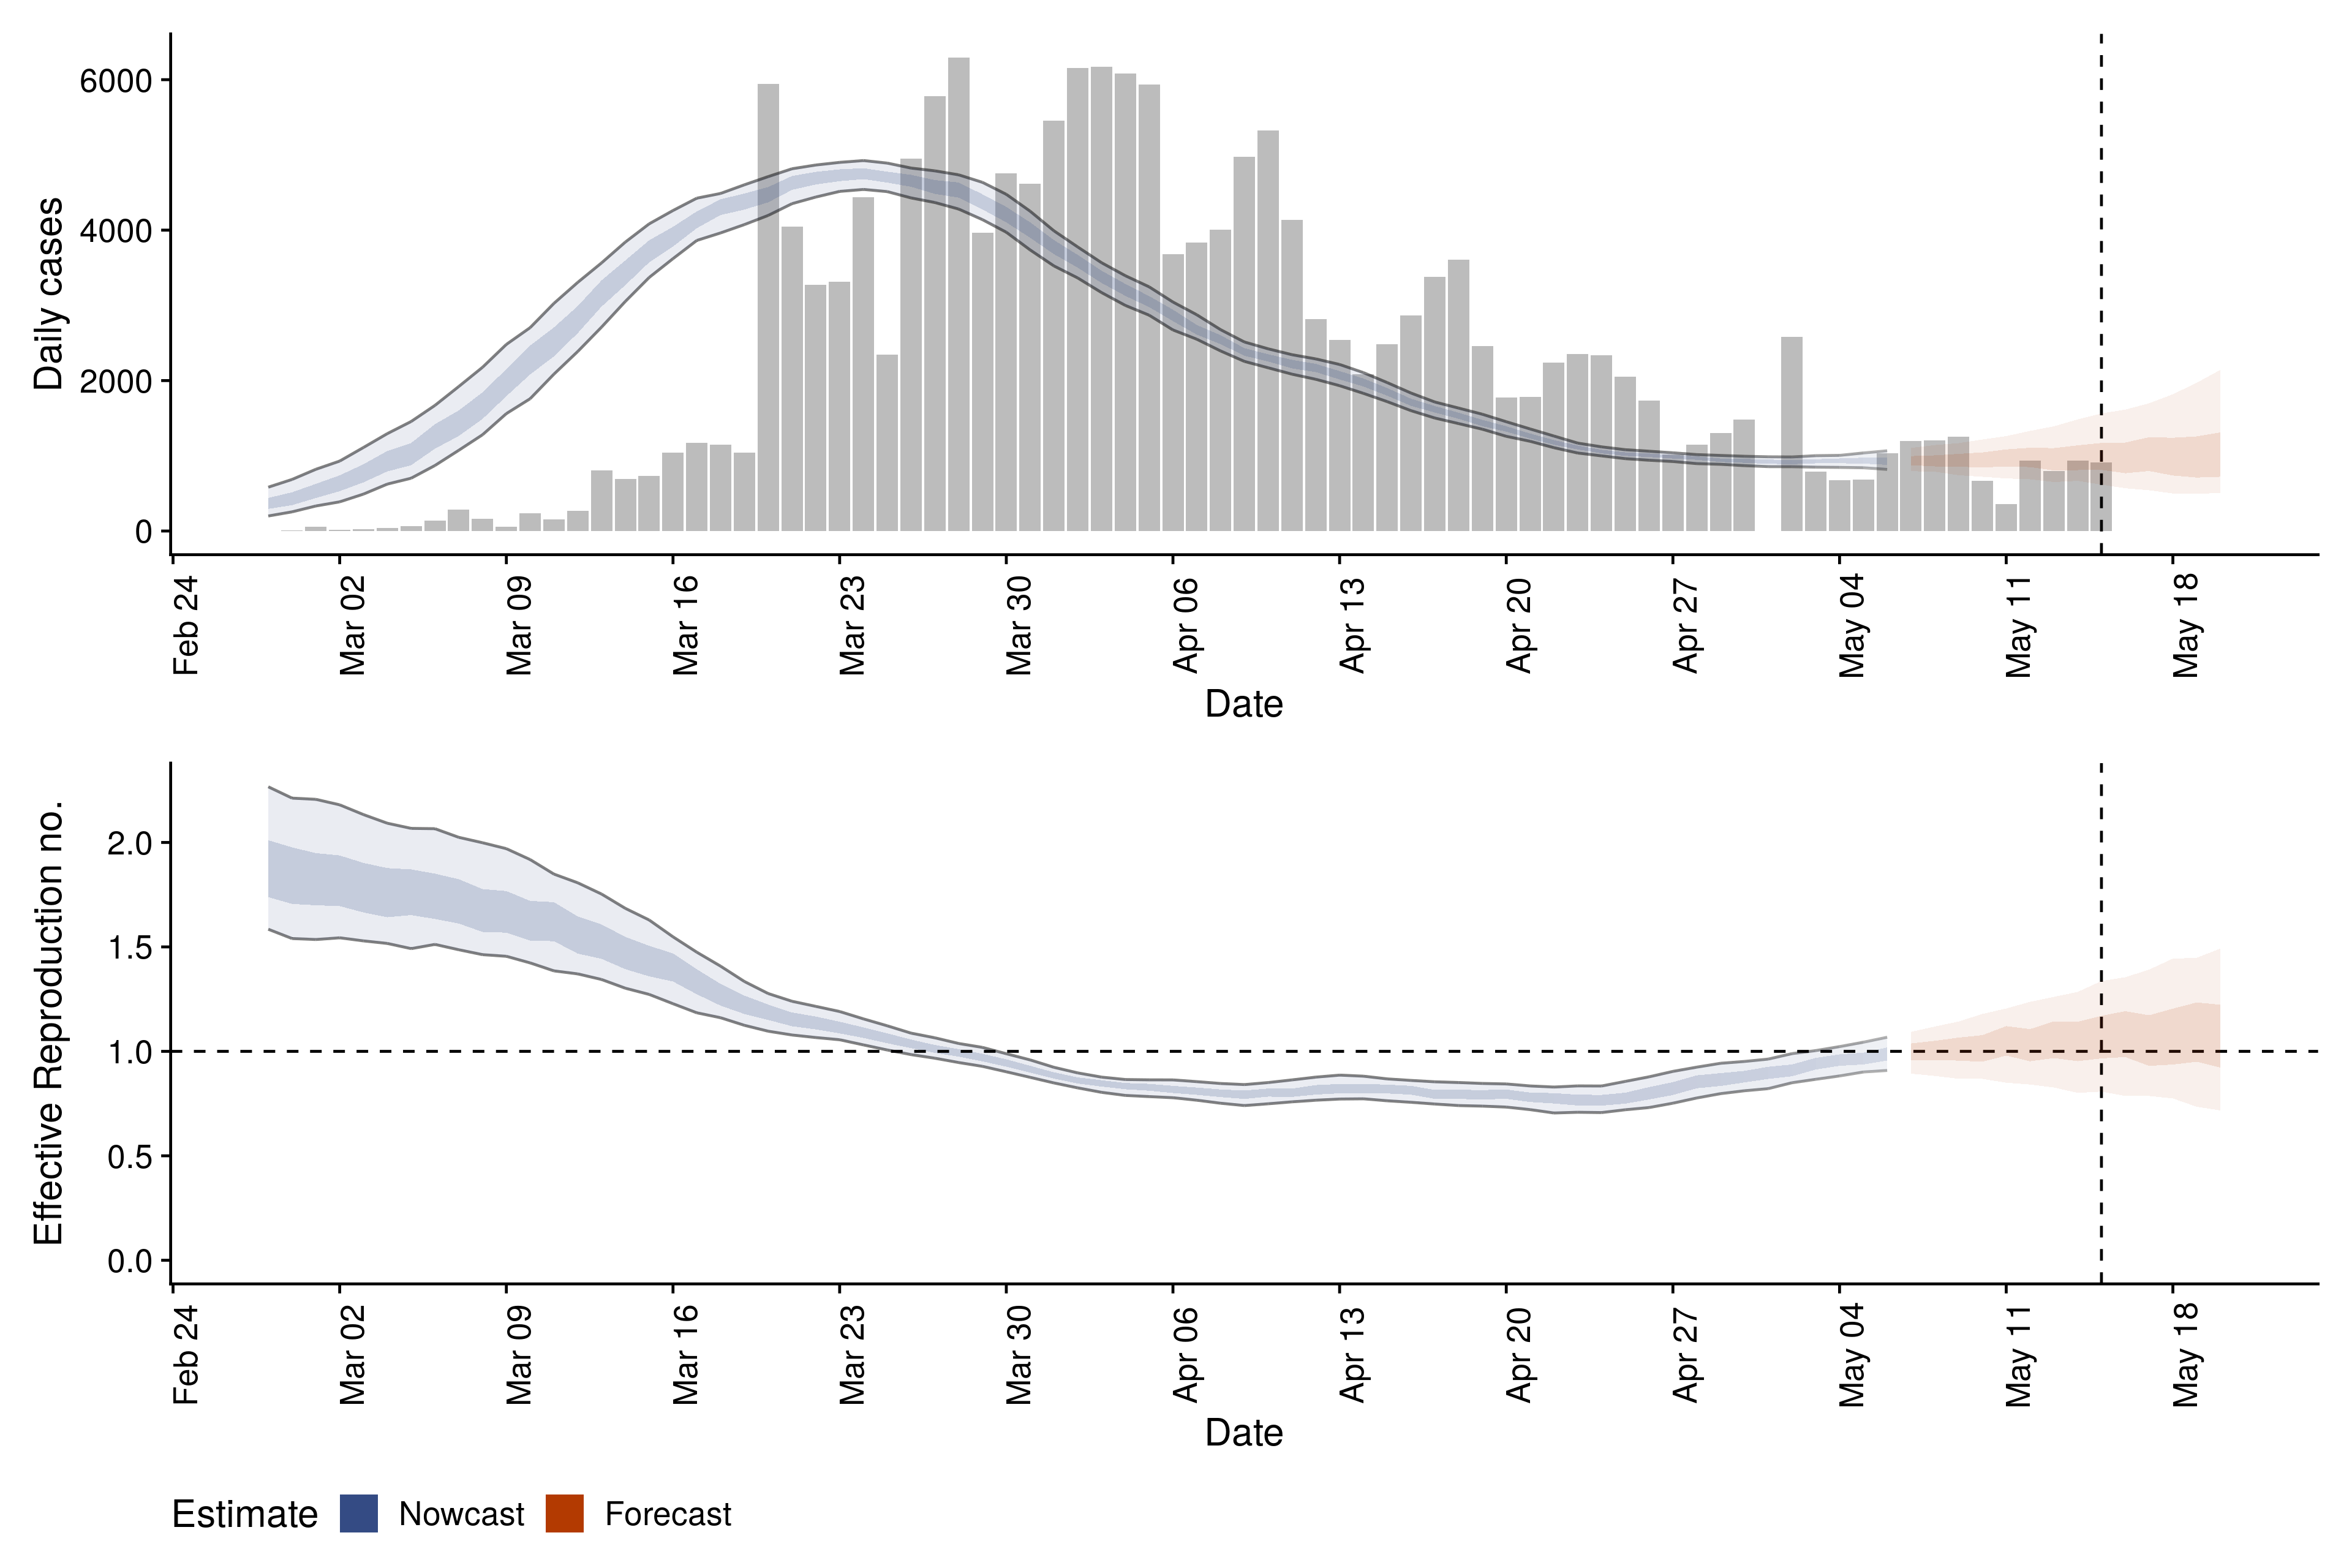 Daily cases
6000
4000
2000
0
Feb 24
Mar 02
Mar 09
Mar 16
Mar 23
Mar 30
Apr 06
Apr 13
Apr 20
Apr 27
May 04
May 11
May 18
Date
Effective Reproduction no.
2.0
1.5
1.0
0.5
0.0
Feb 24
Mar 02
Mar 09
Mar 16
Mar 23
Mar 30
Apr 06
Apr 13
Apr 20
Apr 27
May 04
May 11
May 18
Date
Estimate Nowcast Forecast